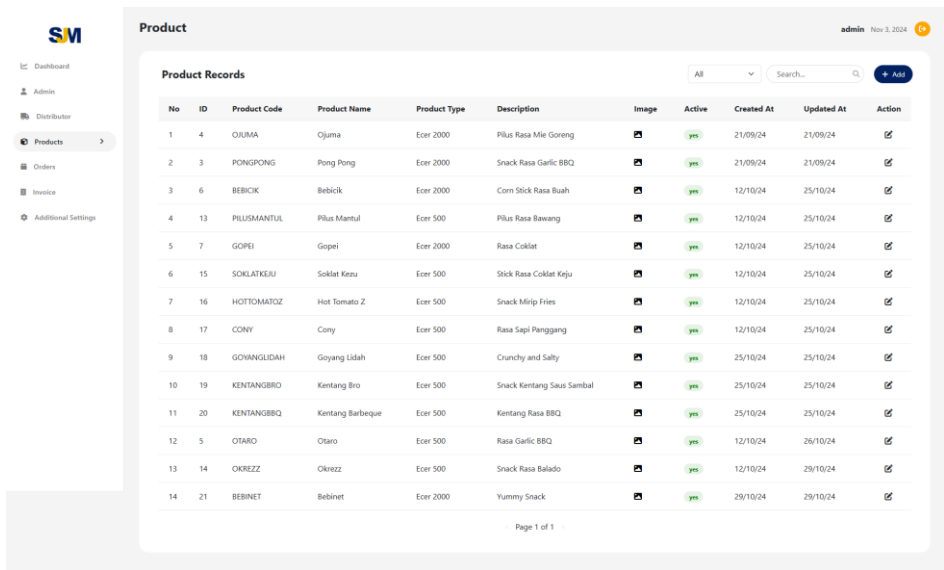 SJM
Product
admin Nov 3, 2024
Dashboard
Admin
Distributor
Products
Orders
Invoice
Additional Settings
Product Records
All
Search...
+ Add
No ID Product Code Product Name Product Type Description Image Active Created At Updated At Action
1 4 OJUMA Ojuma Ecer 2000 Pilus Rasa Mie Goreng yes 21/09/24 21/09/24
2 3 PONGPONG Pong Pong Ecer 2000 Snack Rasa Garlic BBQ yes 21/09/24 21/09/24
3 6 BEBICIK Bebicik Ecer 2000 Corn Stick Rasa Buah yes 12/10/24 25/10/24
4 13 PILUSMANTUL Pilus Mantul Ecer 500 Pilus Rasa Bawang yes 12/10/24 25/10/24
5 7 GOPEI Gopei Ecer 2000 Rasa Coklat yes 12/10/24 25/10/24
6 15 SOKLATKEJU Soklat Kezu Ecer 500 Stick Rasa Coklat Keju yes 12/10/24 25/10/24
7 16 HOTTOMATOZ Hot Tomato Z Ecer 500 Snack Mirip Fries yes 12/10/24 25/10/24
8 17 CONY Cony Ecer 500 Rasa Sapi Panggang yes 12/10/24 25/10/24
9 18 GOYANGLIDAH Goyang Lidah Ecer 500 Crunchy and Salty yes 25/10/24 25/10/24
10 19 KENTANGBRO Kentang Bro Ecer 500 Snack Kentang Saus Sambal yes 25/10/24 25/10/24
11 20 KENTANGBBQ Kentang Barbeque Ecer 500 Kentang Rasa BBQ yes 25/10/24 25/10/24
12 5 OTARO Otaro Ecer 500 Rasa Garlic BBQ yes 12/10/24 26/10/24
13 14 OKREZZ Okrezz Ecer 500 Snack Rasa Balado yes 12/10/24 29/10/24
14 21 BEBINET Bebinet Ecer 2000 Yummy Snack yes 29/10/24 29/10/24
Page 1 of 1